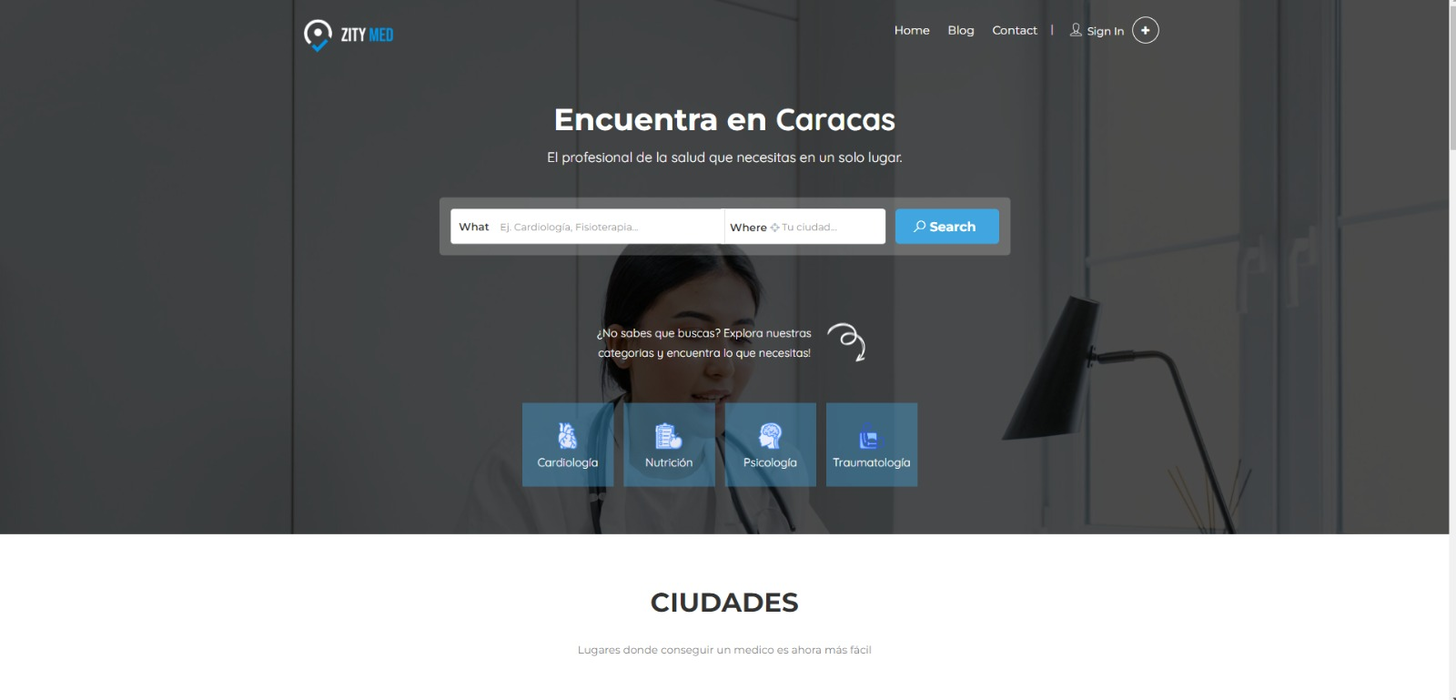 ZITY MED
Home Blog Contact | Sign In
Encuentra en Caracas
El profesional de la salud que necesitas en un solo lugar.
What Ej. Cardiología, Fisioterapia... Where Tu ciudad... Search
¿No sabes que buscas? Explora nuestras
categorias y encuentra lo que necesitas!
Cardiología Nutrición Psicología Traumatología
CIUDADES
Lugares donde conseguir un medico es ahora más fácil